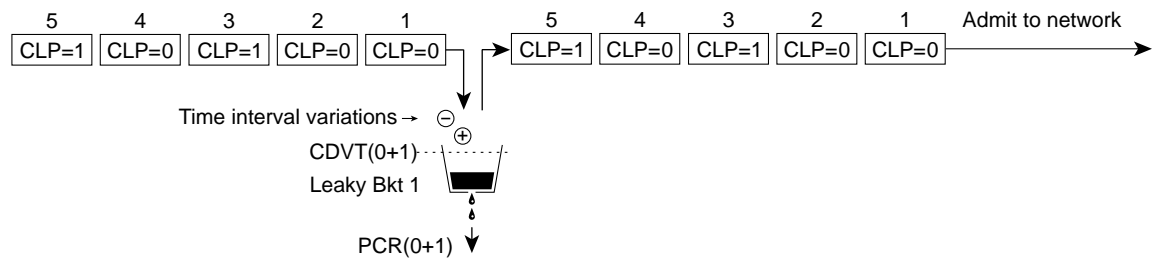 5 4 3 2 1 5 4 3 2 1 Admit to network
CLP=1 CLP=0 CLP=1 CLP=0 CLP=0 CLP=1 CLP=0 CLP=1 CLP=0 CLP=0
Time interval variations → −
+
CDVT(0+1)
Leaky Bkt 1
PCR(0+1)